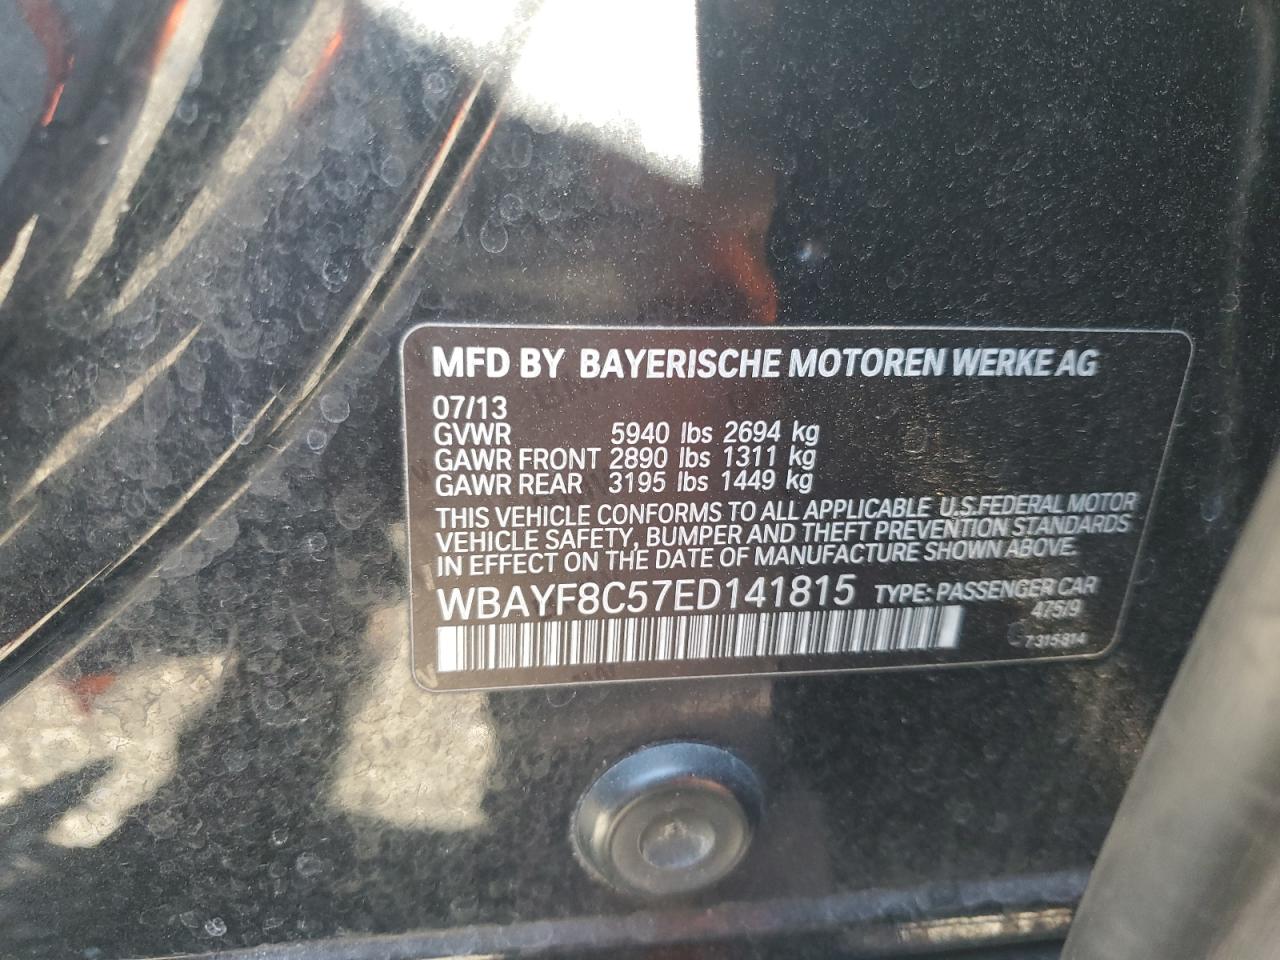 MFD BY BAYERISCHE MOTOREN WERKE AG
07/13
GVWR 5940 lbs 2694 kg
GAWR FRONT 2890 lbs 1311 kg
GAWR REAR 3195 lbs 1449 kg
THIS VEHICLE CONFORMS TO ALL APPLICABLE U.S.FEDERAL MOTOR
VEHICLE SAFETY, BUMPER AND THEFT PREVENTION STANDARDS
IN EFFECT ON THE DATE OF MANUFACTURE SHOWN ABOVE.
WBAYF8C57ED141815 TYPE: PASSENGER CAR
475/9
7315814